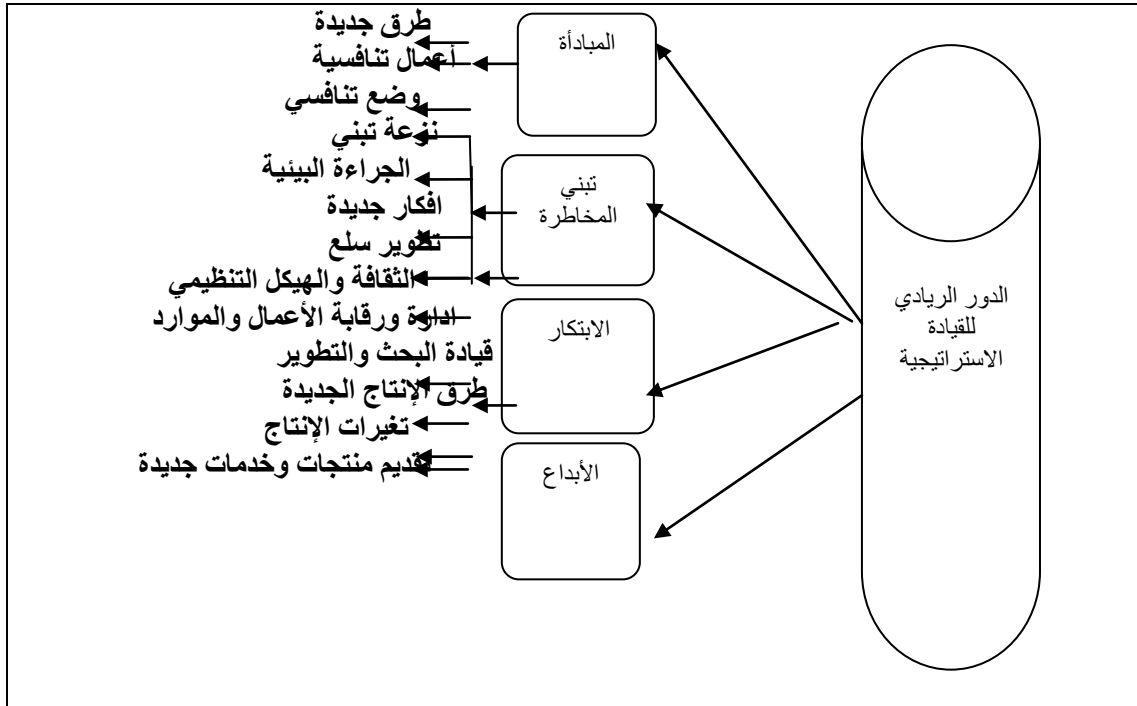 الدور الريادي
للقيادة
الاستراتيجية
المبادأة
تبني
المخاطرة
الابتكار
الأبداع
طرق جديدة
أعمال تنافسية
وضع تنافسي
نزعة تبني
الجراءة البيئية
افكار جديدة
تطوير سلع
الثقافة والهيكل التنظيمي
ادارة ورقابة الأعمال والموارد
قيادة البحث والتطوير
طرق الإنتاج الجديدة
تغيرات الإنتاج
تقديم منتجات وخدمات جديدة